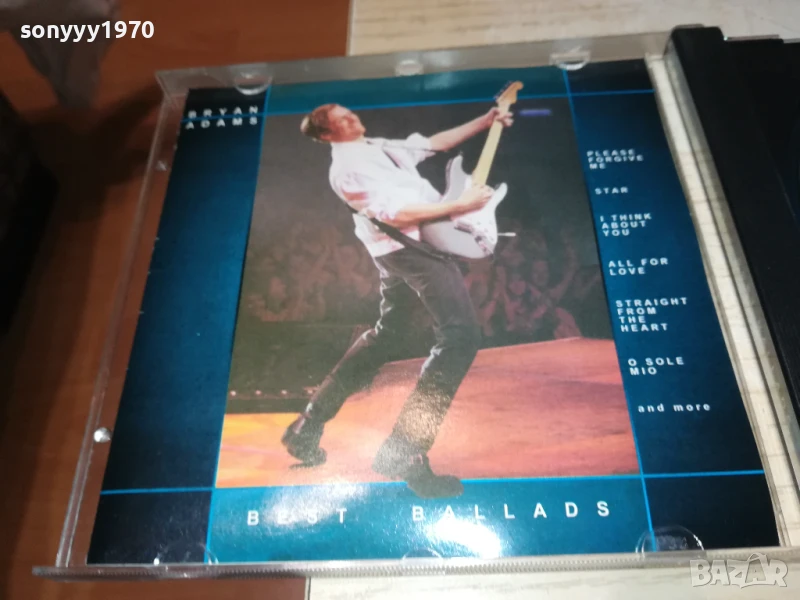 sonyyy1970
BRYAN
ADAMS
PLEASE
FORGIVE
ME
STAR
I THINK
ABOUT
YOU
ALL FOR
LOVE
STRAIGHT
FROM
THE
HEART
O SOLE
MIO
and more
BEST BALLADS
BAZAR